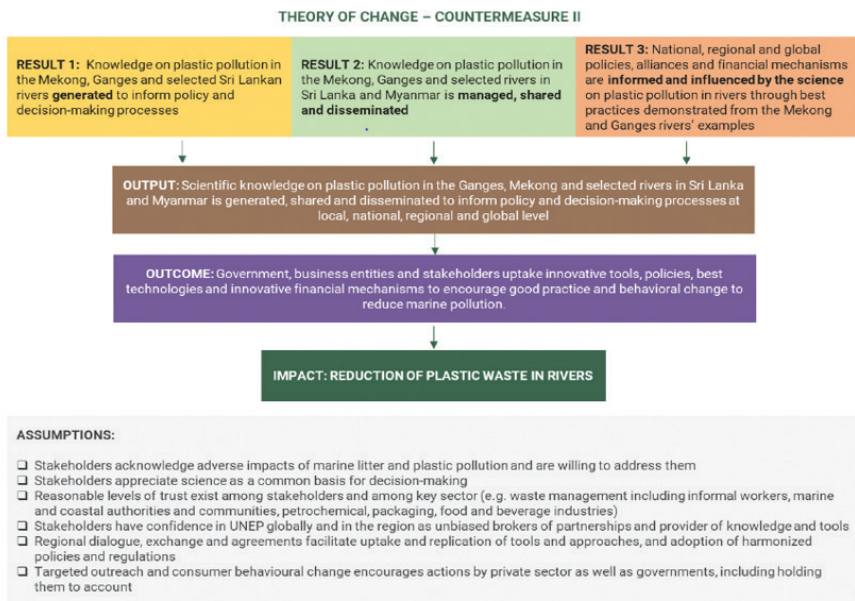 THEORY OF CHANGE – COUNTERMEASURE II
RESULT 1: Knowledge on plastic pollution in
the Mekong, Ganges and selected Sri Lankan
rivers generated to inform policy and
decision-making processes
RESULT 2: Knowledge on plastic pollution in
the Mekong, Ganges and selected rivers in
Sri Lanka and Myanmar is managed, shared
and disseminated
RESULT 3: National, regional and global
policies, alliances and financial mechanisms
are informed and influenced by the science
on plastic pollution in rivers through best
practices demonstrated from the Mekong
and Ganges rivers’ examples
OUTPUT: Scientific knowledge on plastic pollution in the Ganges, Mekong and selected rivers in Sri Lanka
and Myanmar is generated, shared and disseminated to inform policy and decision-making processes at
local, national, regional and global level
OUTCOME: Government, business entities and stakeholders uptake innovative tools, policies, best
technologies and innovative financial mechanisms to encourage good practice and behavioral change to
reduce marine pollution.
IMPACT: REDUCTION OF PLASTIC WASTE IN RIVERS
ASSUMPTIONS:
❑ Stakeholders acknowledge adverse impacts of marine litter and plastic pollution and are willing to address them
❑ Stakeholders appreciate science as a common basis for decision-making
❑ Reasonable levels of trust exist among stakeholders and among key sector (e.g. waste management including informal workers, marine
and coastal authorities and communities, petrochemical, packaging, food and beverage industries)
❑ Stakeholders have confidence in UNEP globally and in the region as unbiased brokers of partnerships and provider of knowledge and tools
❑ Regional dialogue, exchange and agreements facilitate uptake and replication of tools and approaches, and adoption of harmonized
policies and regulations
❑ Targeted outreach and consumer behavioural change encourages actions by private sector as well as governments, including holding
them to account